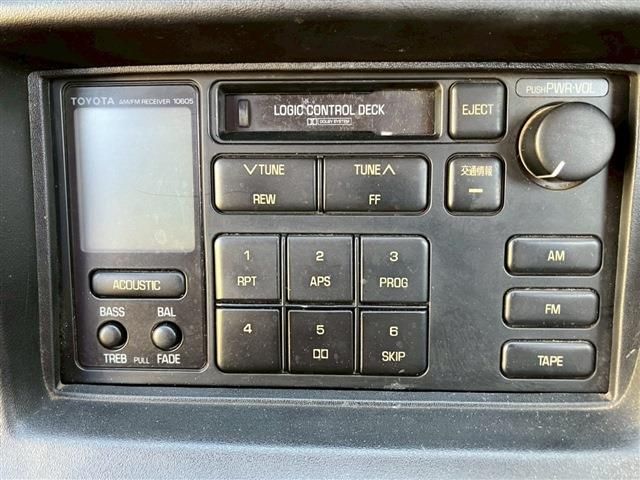 TOYOTA AM/FM RECEIVER 10605
LOGIC CONTROL DECK
DOLBY SYSTEM
EJECT
PUSH PWR·VOL
TUNE
REW
TUNE
FF
交通情報
ACOUSTIC
BASS
BAL
TREB
PULL
FADE
1
RPT
2
APS
3
PROG
4
5
6
SKIP
AM
FM
TAPE